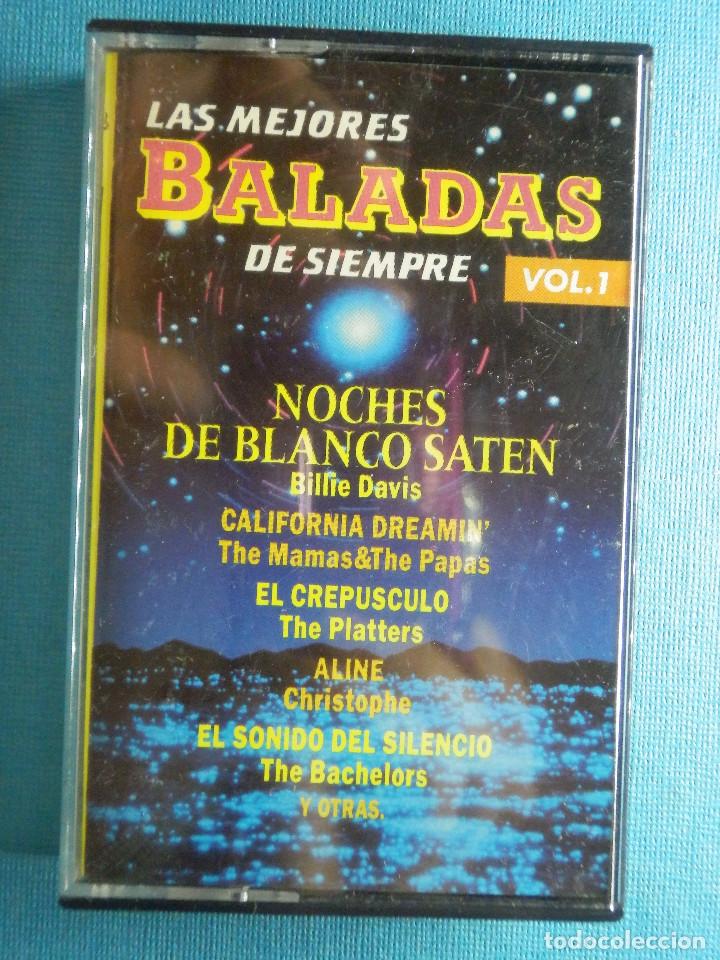 LAS MEJORES
BALADAS
DE SIEMPRE
VOL.1
NOCHES
DE BLANCO SATEN
Billie Davis
CALIFORNIA DREAMIN'
The Mamas&The Papas
EL CREPUSCULO
The Platters
ALINE
Christophe
EL SONIDO DEL SILENCIO
The Bachelors
Y OTRAS.
todocoleccion